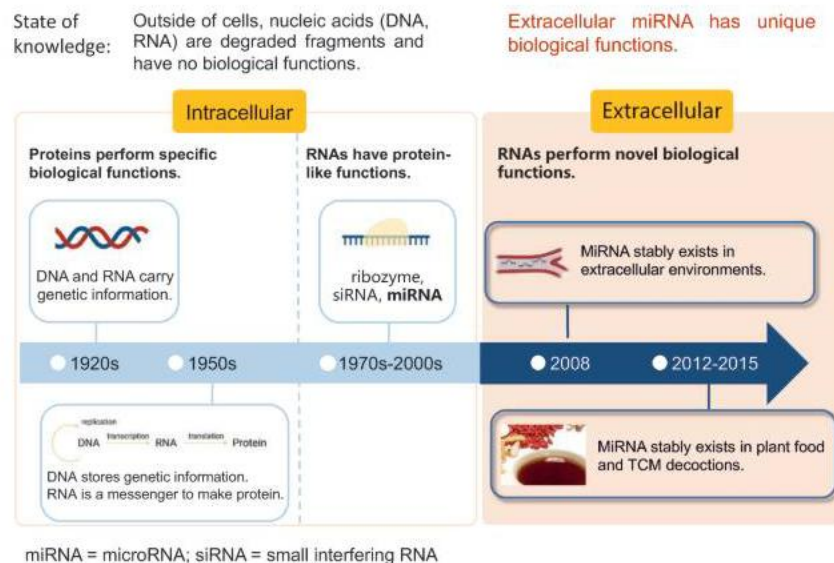 State of
knowledge:
Outside of cells, nucleic acids (DNA,
RNA) are degraded fragments and
have no biological functions.
Extracellular miRNA has unique
biological functions.
Intracellular
Extracellular
Proteins perform specific
biological functions.
RNAs have protein-
like functions.
RNAs perform novel biological
functions.
DNA and RNA carry
genetic information.
ribozyme,
siRNA, miRNA
MiRNA stably exists in
extracellular environments.
1920s
1950s
1970s-2000s
2008
2012-2015
replication
DNA transcription RNA translation Protein
DNA stores genetic information.
RNA is a messenger to make protein.
MiRNA stably exists in plant food
and TCM decoctions.
miRNA = microRNA; siRNA = small interfering RNA